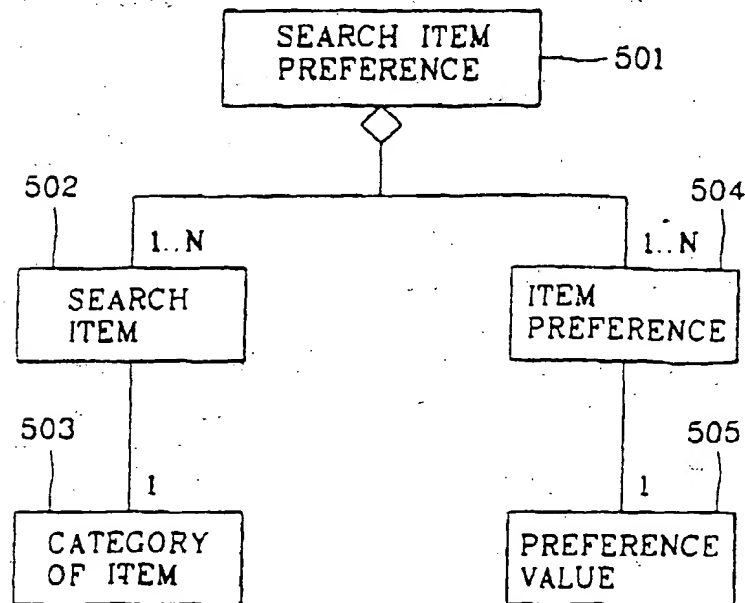 SEARCH ITEM
PREFERENCE
501
502
504
1..N
1..N
SEARCH
ITEM
ITEM
PREFERENCE
503
505
1
1
CATEGORY
OF ITEM
PREFERENCE
VALUE